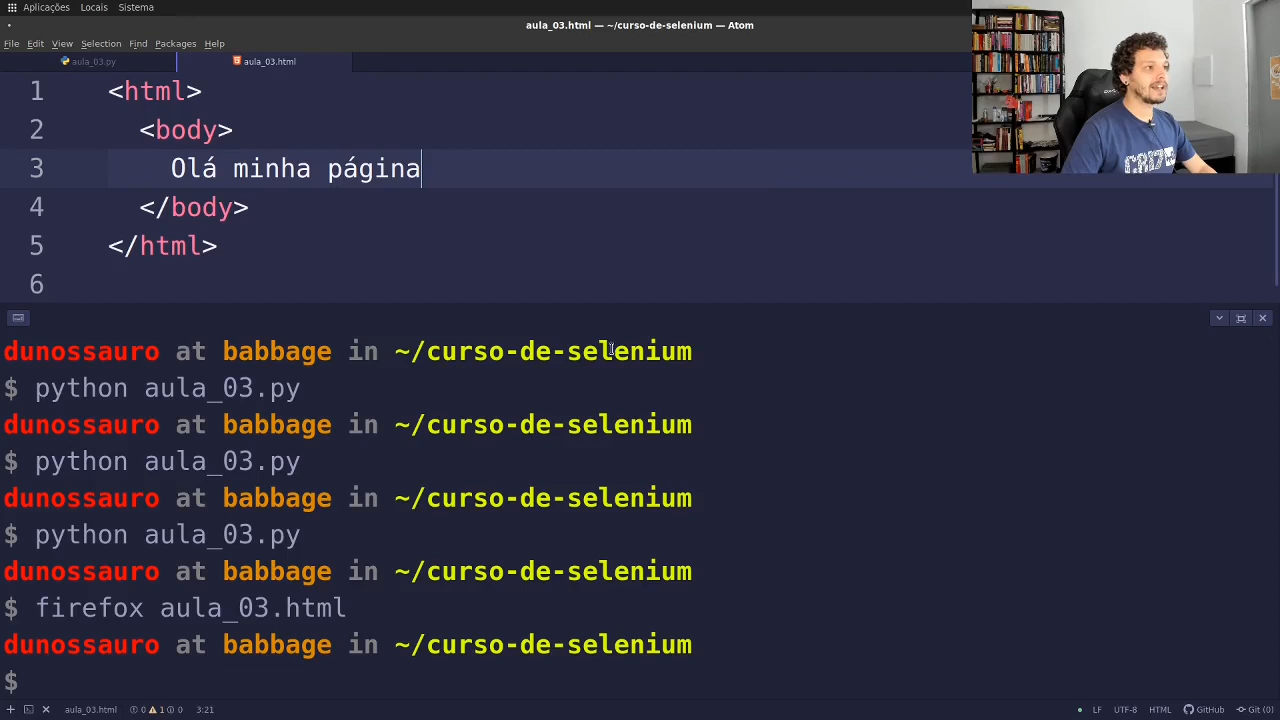 Aplicações Locais Sistema
aula_03.html — ~/curso-de-selenium — Atom
File Edit View Selection Find Packages Help
aula_03.py aula_03.html
1 <html>
2 <body>
3 Olá minha página
4 </body>
5 </html>
6
dunossauro at babbage in ~/curso-de-selenium
$ python aula_03.py
dunossauro at babbage in ~/curso-de-selenium
$ python aula_03.py
dunossauro at babbage in ~/curso-de-selenium
$ python aula_03.py
dunossauro at babbage in ~/curso-de-selenium
$ firefox aula_03.html
dunossauro at babbage in ~/curso-de-selenium
$
aula_03.html 0 1 0 3:21 LF UTF-8 HTML GitHub Git (0)